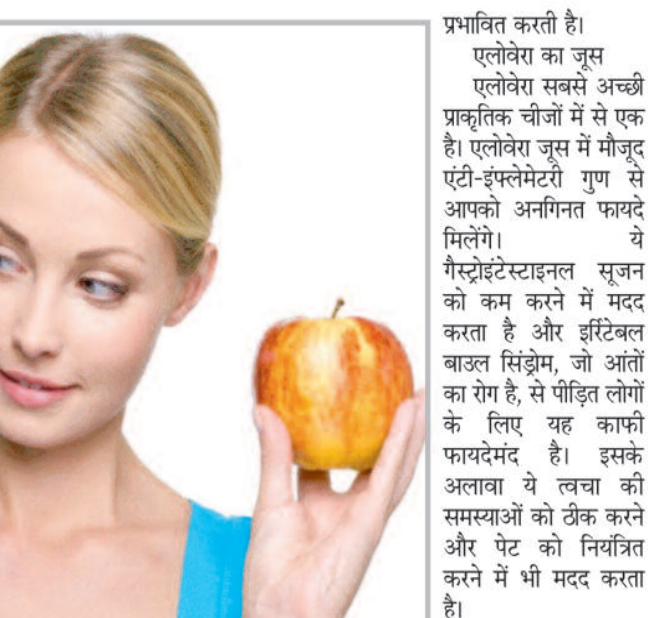 प्रभावित करती है।
एलोवेरा का जूस
एलोवेरा सबसे अच्छी
प्राकृतिक चीजों में से एक
है। एलोवेरा जूस में मौजूद
एंटी-इंफ्लेमेटरी गुण से
आपको अनगिनत फायदे
मिलेंगे। ये
गैस्ट्रोइंटेस्टाइनल सूजन
को कम करने में मदद
करता है और इर्रिटेबल
बाउल सिंड्रोम, जो आंतों
का रोग है, से पीड़ित लोगों
के लिए यह काफी
फायदेमंद है। इसके
अलावा ये त्वचा की
समस्याओं को ठीक करने
और पेट को नियंत्रित
करने में भी मदद करता
है।